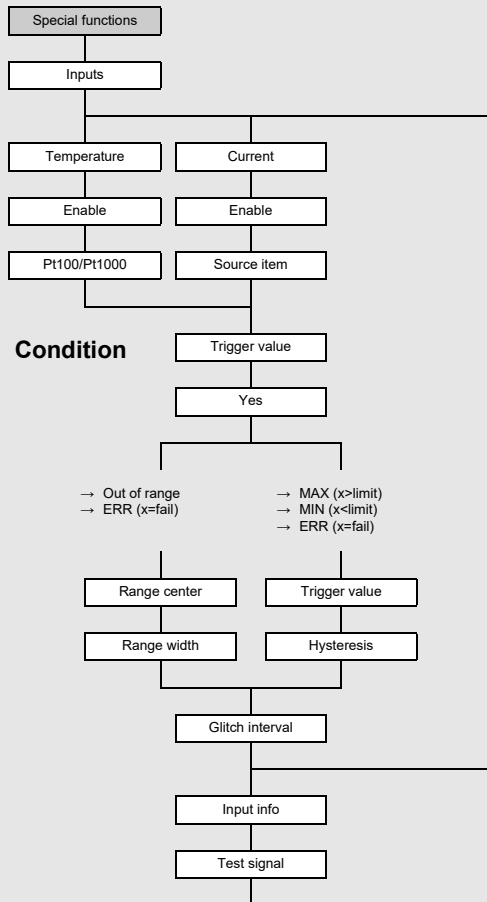 Special functions
Inputs
Temperature
Current
Enable
Enable
Pt100/Pt1000
Source item
Condition
Trigger value
Yes
→ Out of range
→ ERR (x=fail)
→ MAX (x>limit)
→ MIN (x<limit)
→ ERR (x=fail)
Range center
Trigger value
Range width
Hysteresis
Glitch interval
Input info
Test signal